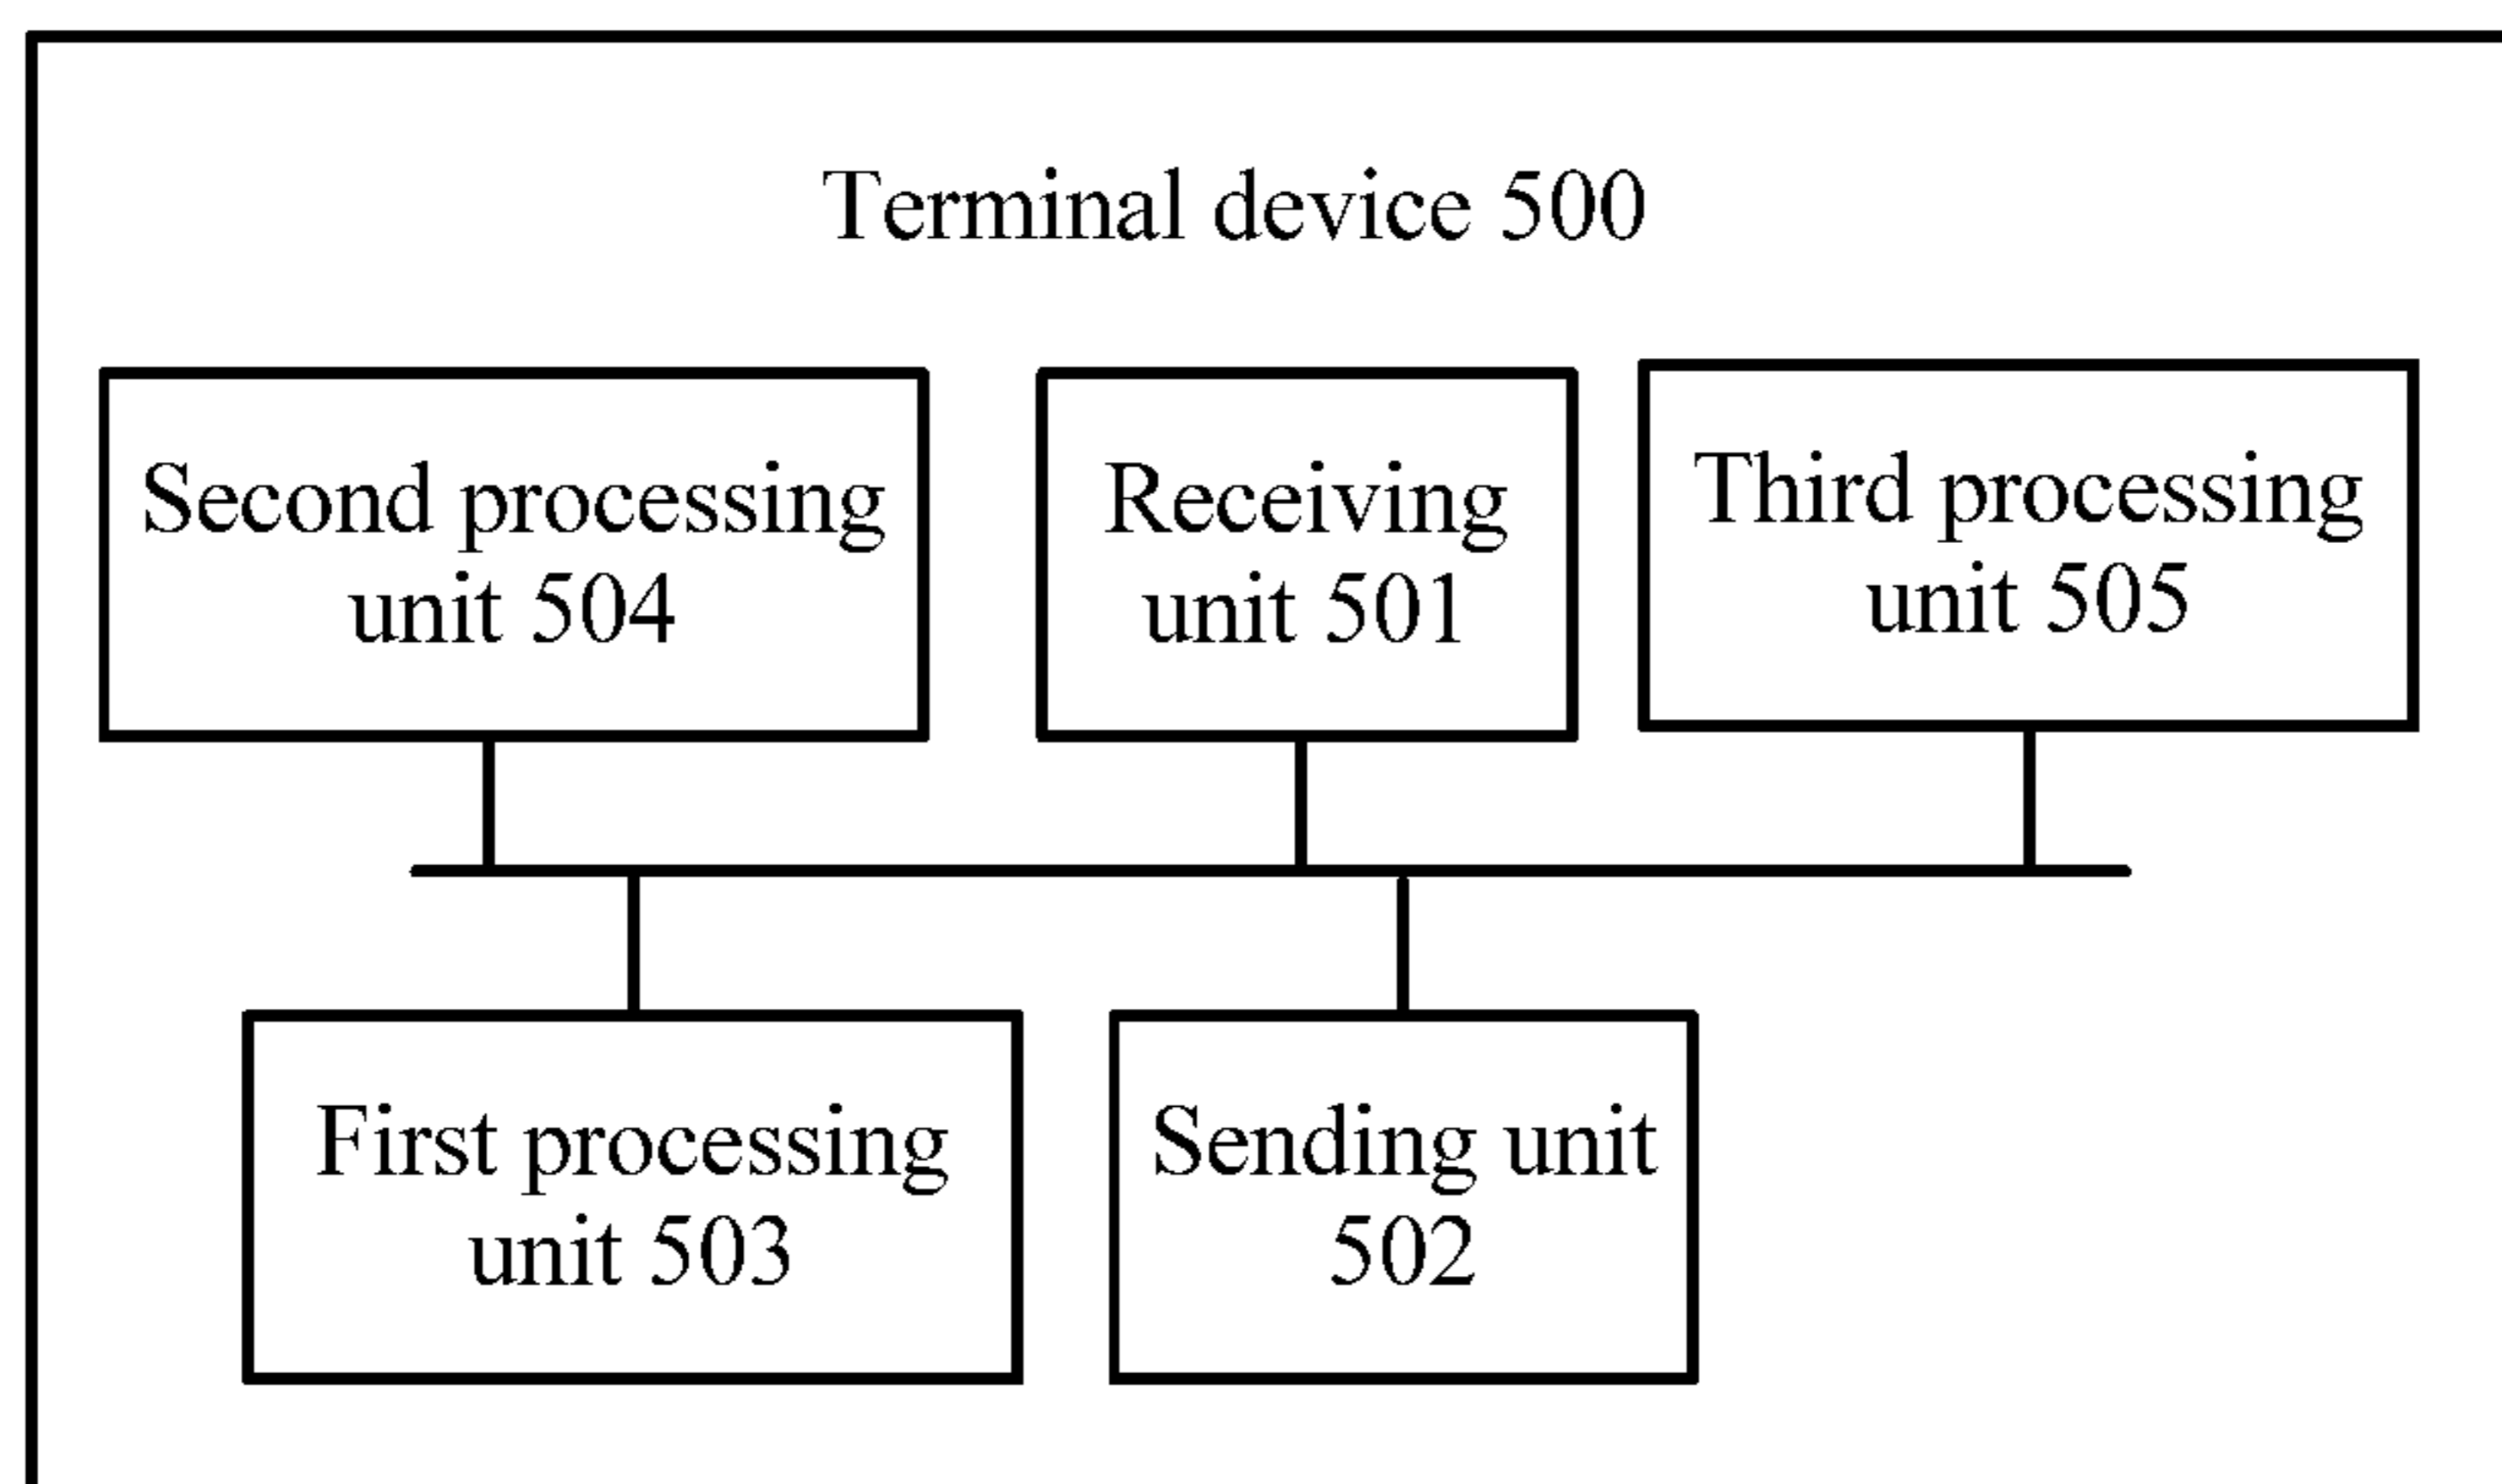 Terminal device 500
Second processing
unit 504
Receiving
unit 501
Third processing
unit 505
First processing
unit 503
Sending unit
502